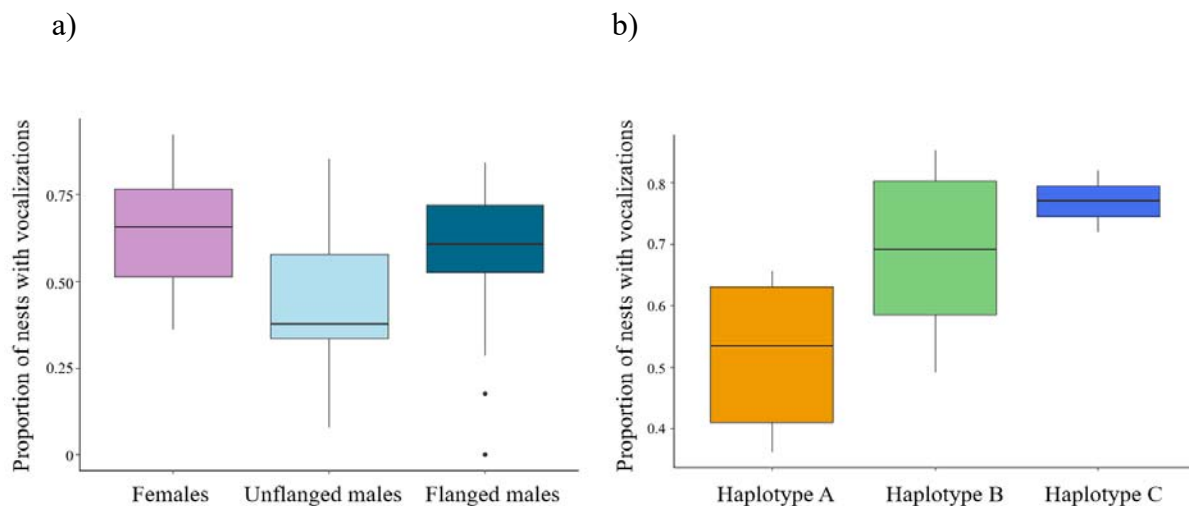 a)
Proportion of nests with vocalizations
0.75
0.50
0.25
0
Females Unflanged males Flanged males
b)
Proportion of nests with vocalizations
0.8
0.7
0.6
0.5
0.4
Haplotype A Haplotype B Haplotype C